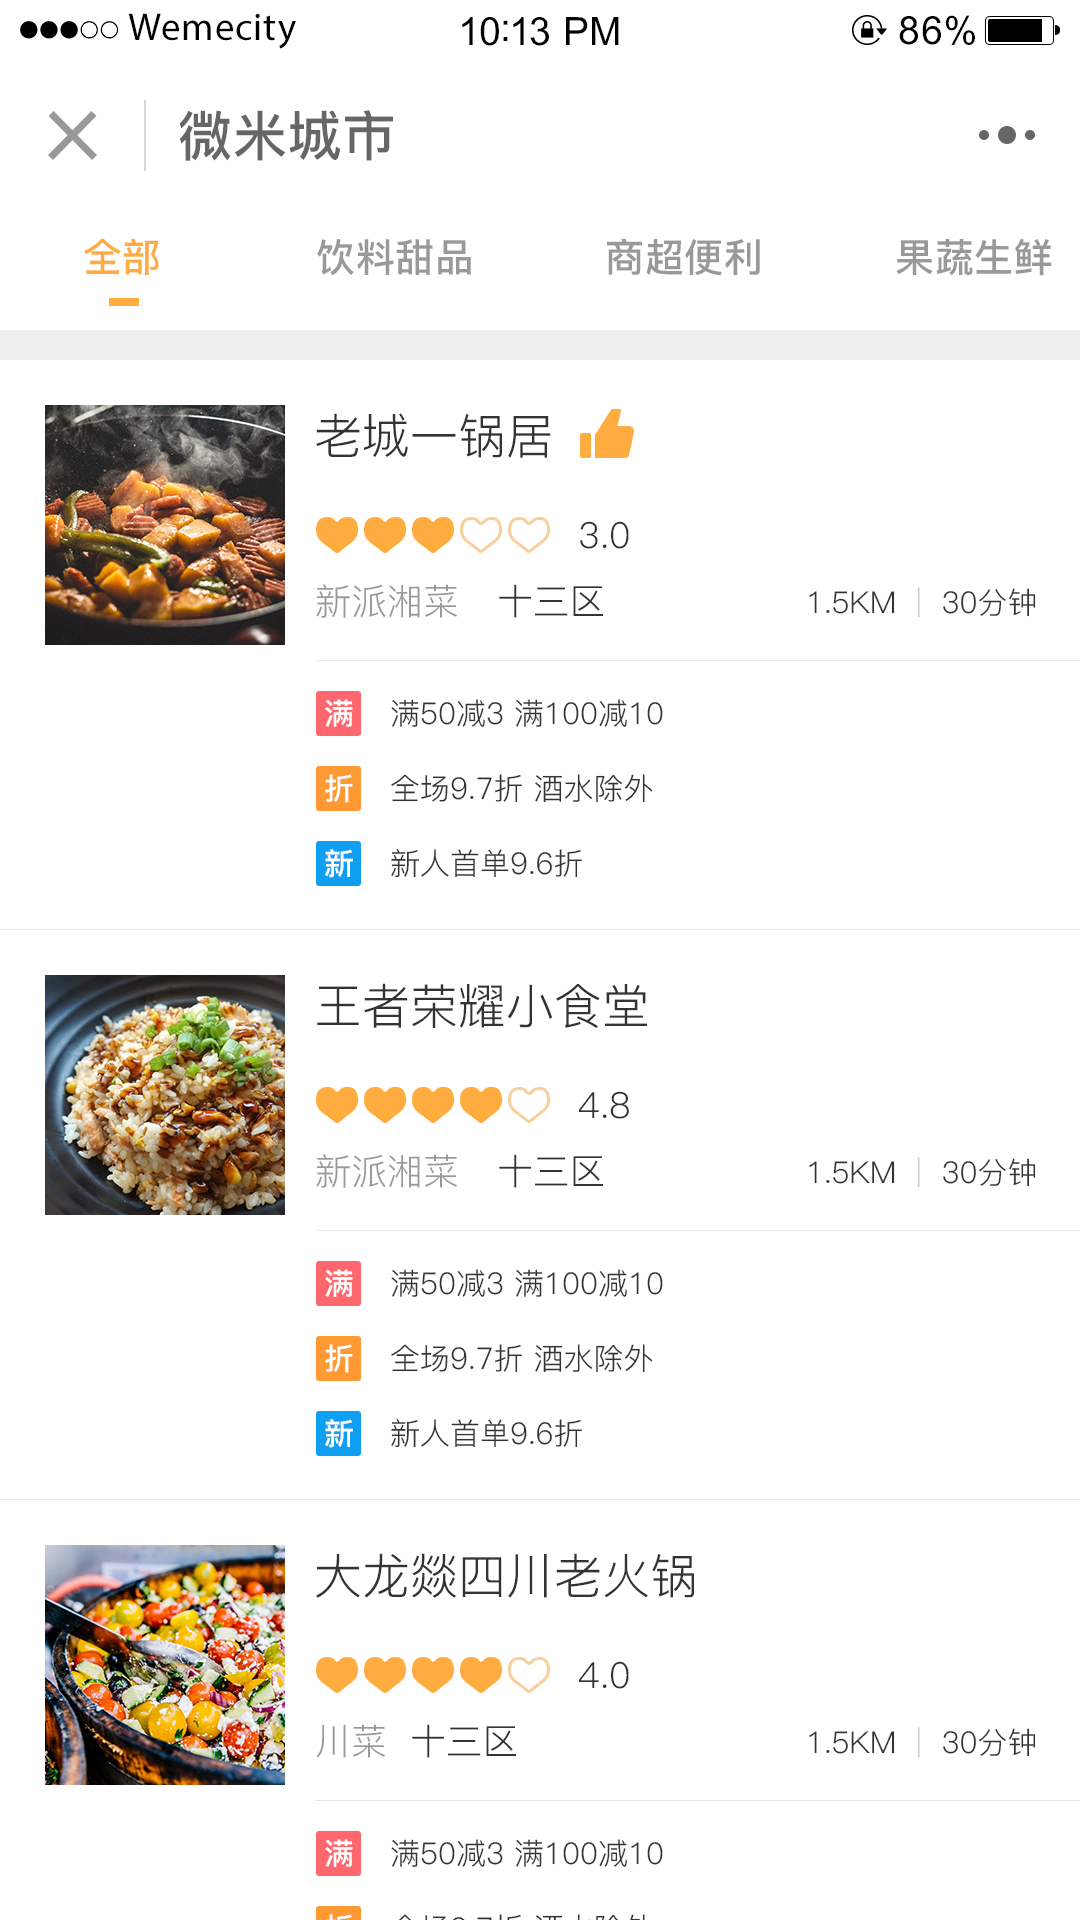 Wemecity 10:13 PM 86%
微米城市
全部 饮料甜品 商超便利 果蔬生鲜
老城一锅居
3.0
新派湘菜 十三区 1.5KM 30分钟
满 满50减3 满100减10
折 全场9.7折 酒水除外
新 新人首单9.6折
王者荣耀小食堂
4.8
新派湘菜 十三区 1.5KM 30分钟
满 满50减3 满100减10
折 全场9.7折 酒水除外
新 新人首单9.6折
大龙燚四川老火锅
4.0
川菜 十三区 1.5KM 30分钟
满 满50减3 满100减10